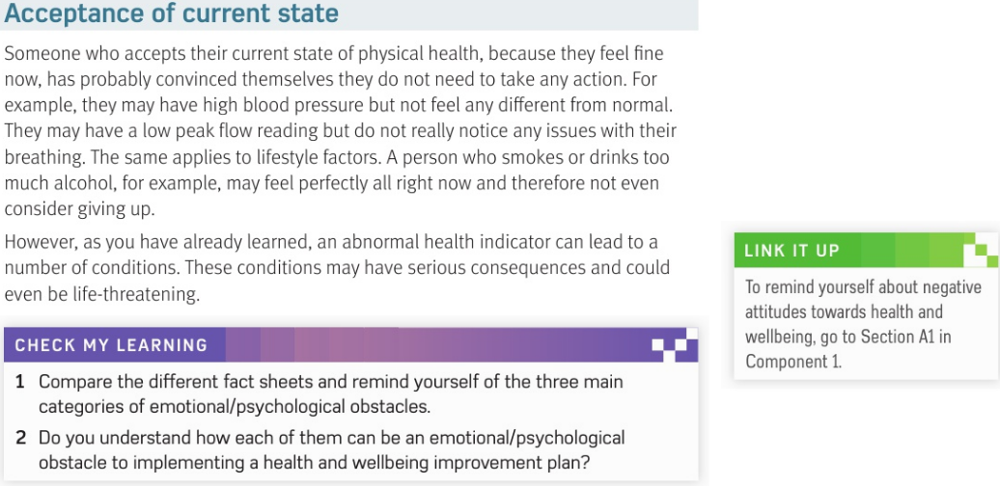 Acceptance of current state
Someone who accepts their current state of physical health, because they feel fine
now, has probably convinced themselves they do not need to take any action. For
example, they may have high blood pressure but not feel any different from normal.
They may have a low peak flow reading but do not really notice any issues with their
breathing. The same applies to lifestyle factors. A person who smokes or drinks too
much alcohol, for example, may feel perfectly all right now and therefore not even
consider giving up.
However, as you have already learned, an abnormal health indicator can lead to a
number of conditions. These conditions may have serious consequences and could
even be life-threatening.
CHECK MY LEARNING
1 Compare the different fact sheets and remind yourself of the three main
categories of emotional/psychological obstacles.
2 Do you understand how each of them can be an emotional/psychological
obstacle to implementing a health and wellbeing improvement plan?
LINK IT UP
To remind yourself about negative
attitudes towards health and
wellbeing, go to Section A1 in
Component 1.